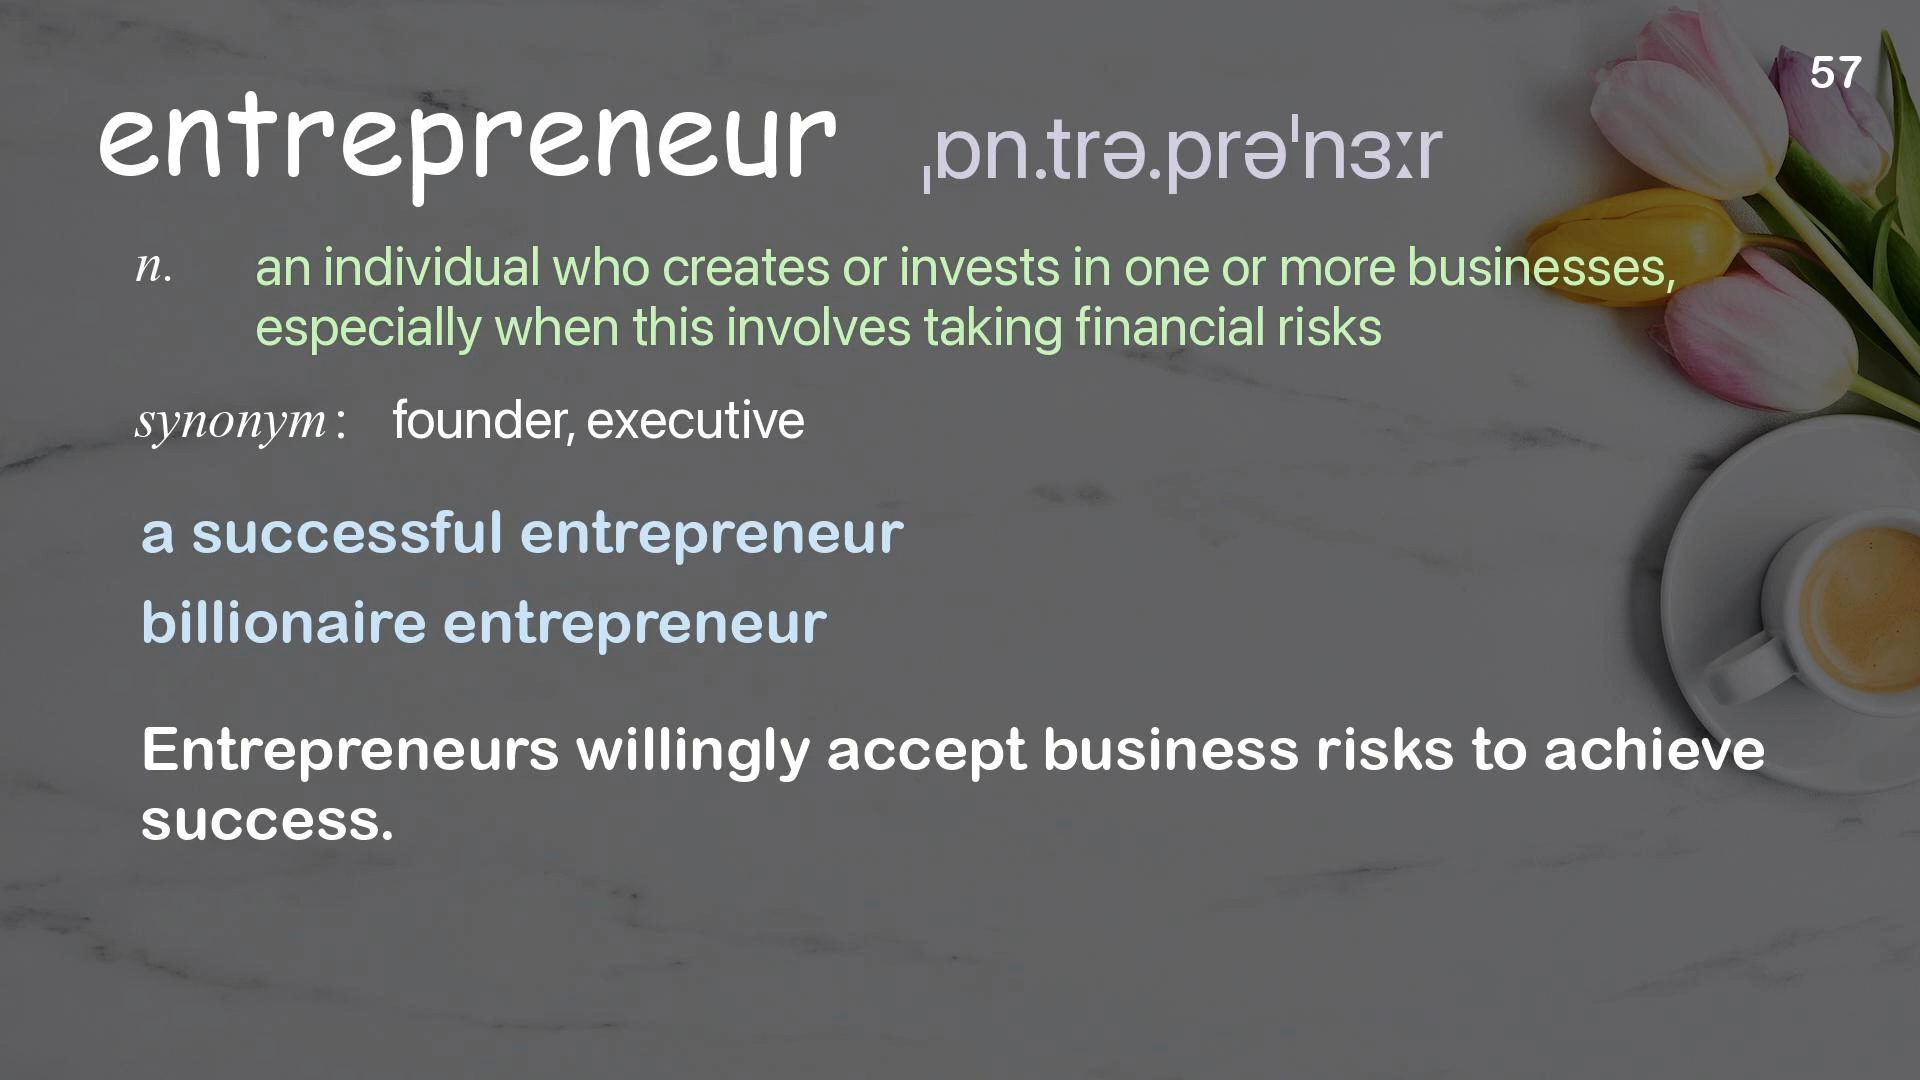 57
entrepreneur ˌɒn.trə.prəˈnɜːr
n. an individual who creates or invests in one or more businesses,
especially when this involves taking financial risks
synonym: founder, executive
a successful entrepreneur
billionaire entrepreneur
Entrepreneurs willingly accept business risks to achieve
success.